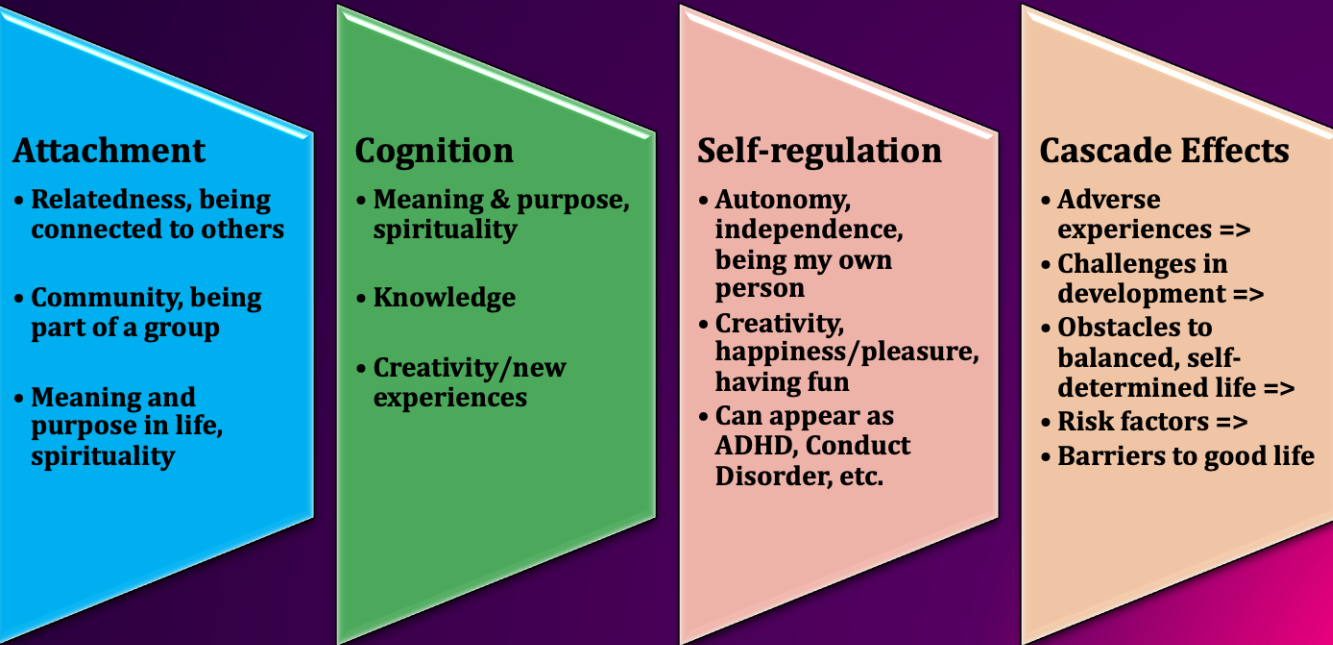 Attachment
• Relatedness, being
connected to others
• Community, being
part of a group
• Meaning and
purpose in life,
spirituality
Cognition
• Meaning & purpose,
spirituality
• Knowledge
• Creativity/new
experiences
Self-regulation
• Autonomy,
independence,
being my own
person
• Creativity,
happiness/pleasure,
having fun
• Can appear as
ADHD, Conduct
Disorder, etc.
Cascade Effects
• Adverse
experiences =>
• Challenges in
development =>
• Obstacles to
balanced, self-
determined life =>
• Risk factors =>
• Barriers to good life